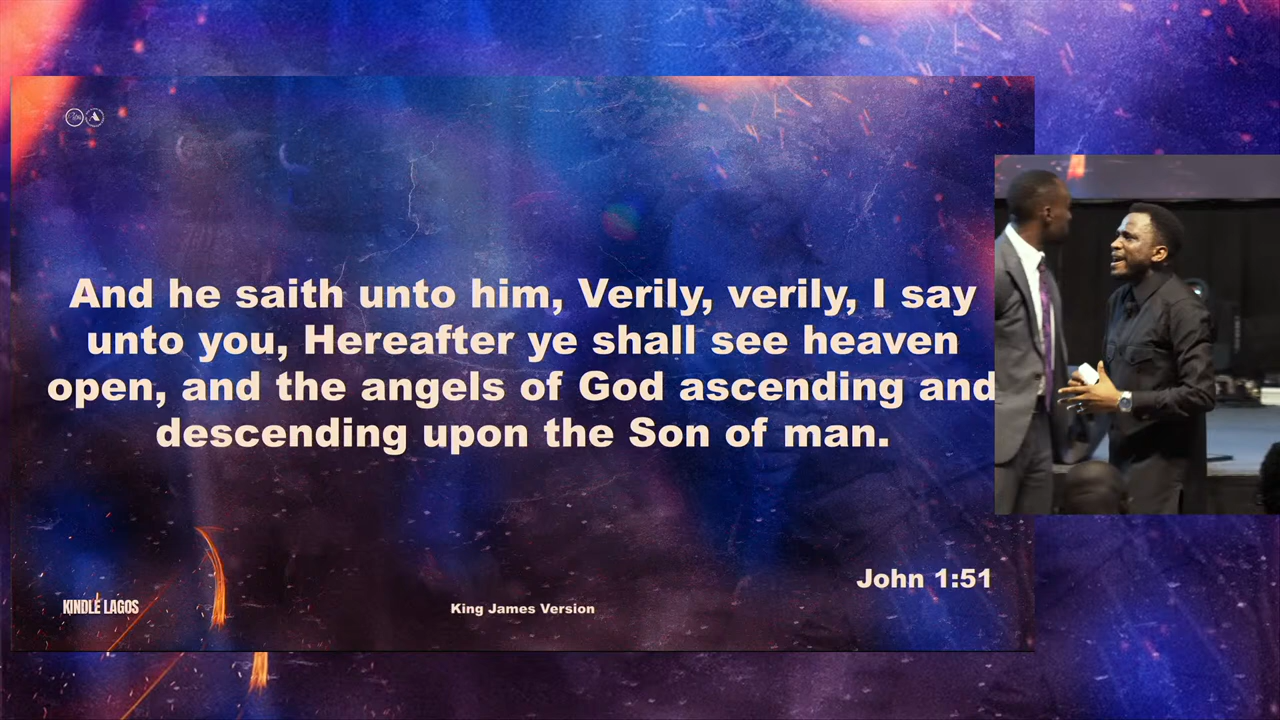 And he saith unto him, Verily, verily, I say
unto you, Hereafter ye shall see heaven
open, and the angels of God ascending and
descending upon the Son of man.
John 1:51
KINDLE LAGOS
King James Version